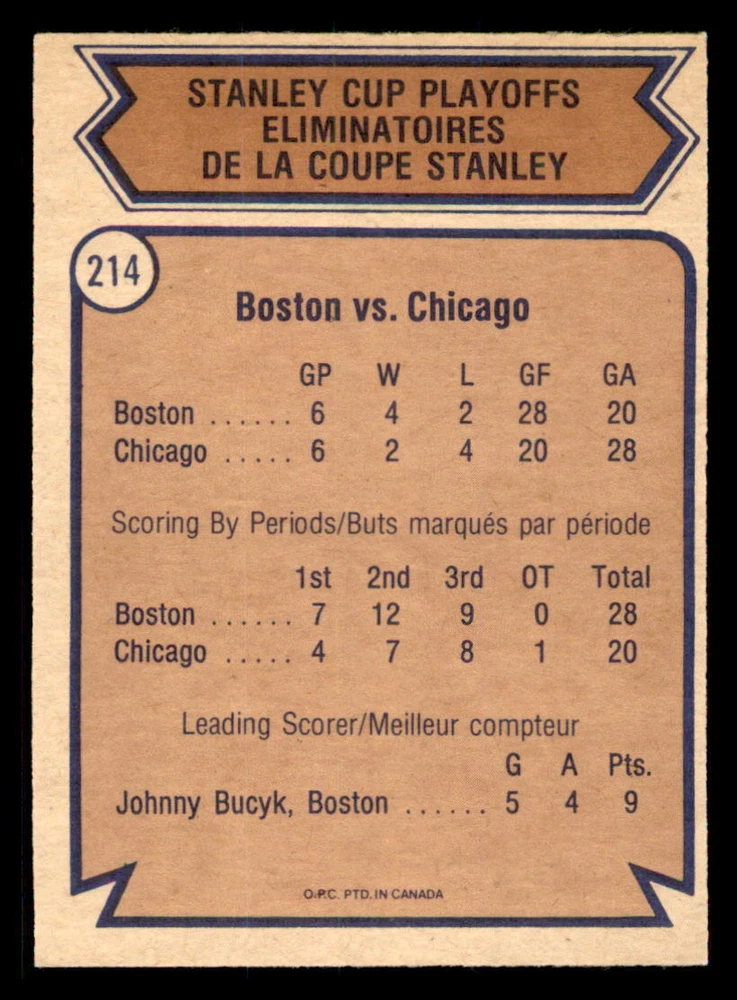 STANLEY CUP PLAYOFFS
ELIMINATOIRES
DE LA COUPE STANLEY
214
Boston vs. Chicago
GP W L GF GA
Boston ...... 6 4 2 28 20
Chicago ..... 6 2 4 20 28
Scoring By Periods/Buts marqués par période
1st 2nd 3rd OT Total
Boston ...... 7 12 9 0 28
Chicago ..... 4 7 8 1 20
Leading Scorer/Meilleur compteur
G A Pts.
Johnny Bucyk, Boston ...... 5 4 9
O.P.C. PTD. IN CANADA